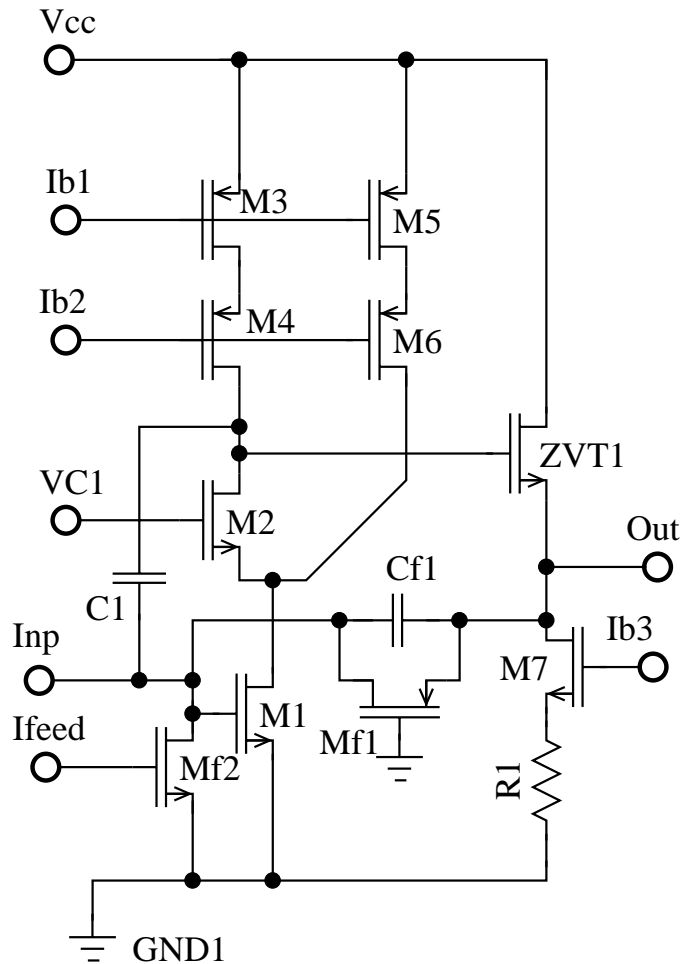 Vcc
Ib1
M3
M5
Ib2
M4
M6
ZVT1
VC1
M2
Out
C1
Cf1
Inp
Ib3
M7
Ifeed
M1
Mf1
Mf2
R1
GND1